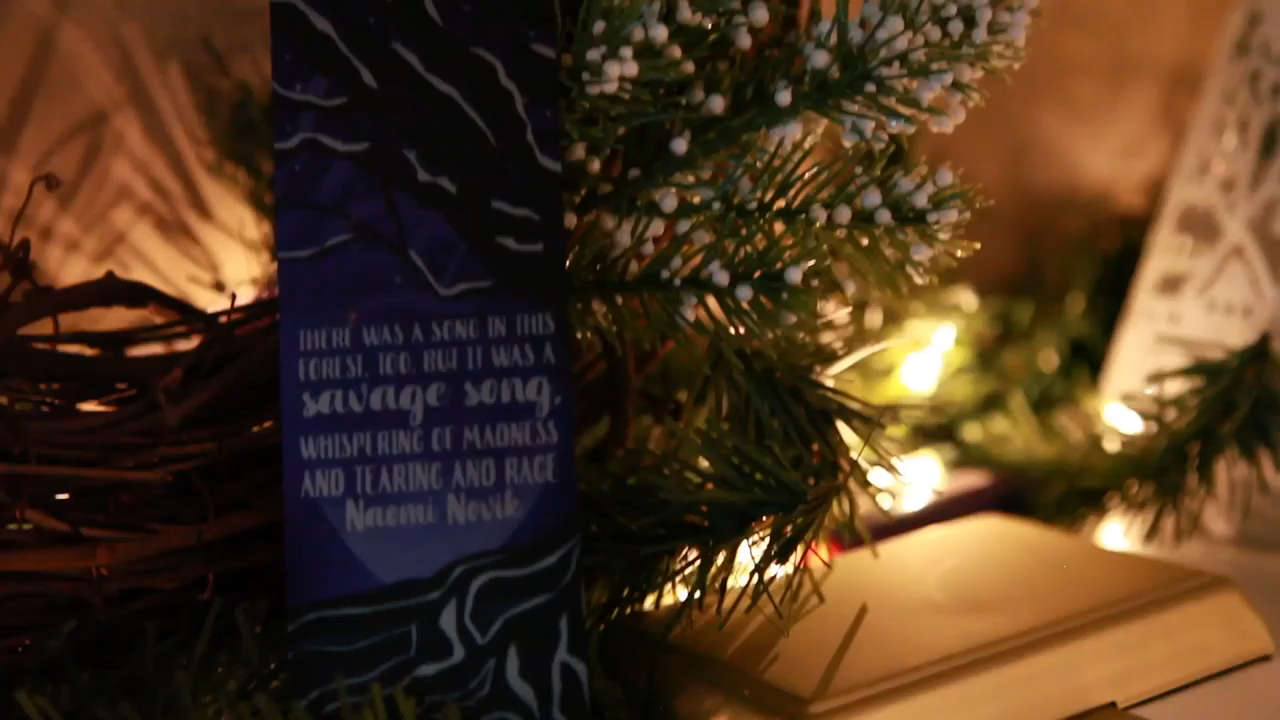 THERE WAS A SONG IN THIS
FOREST, TOO, BUT IT WAS A
savage song,
WHISPERING OF MADNESS
AND TEARING AND RAGE
Naomi Novik